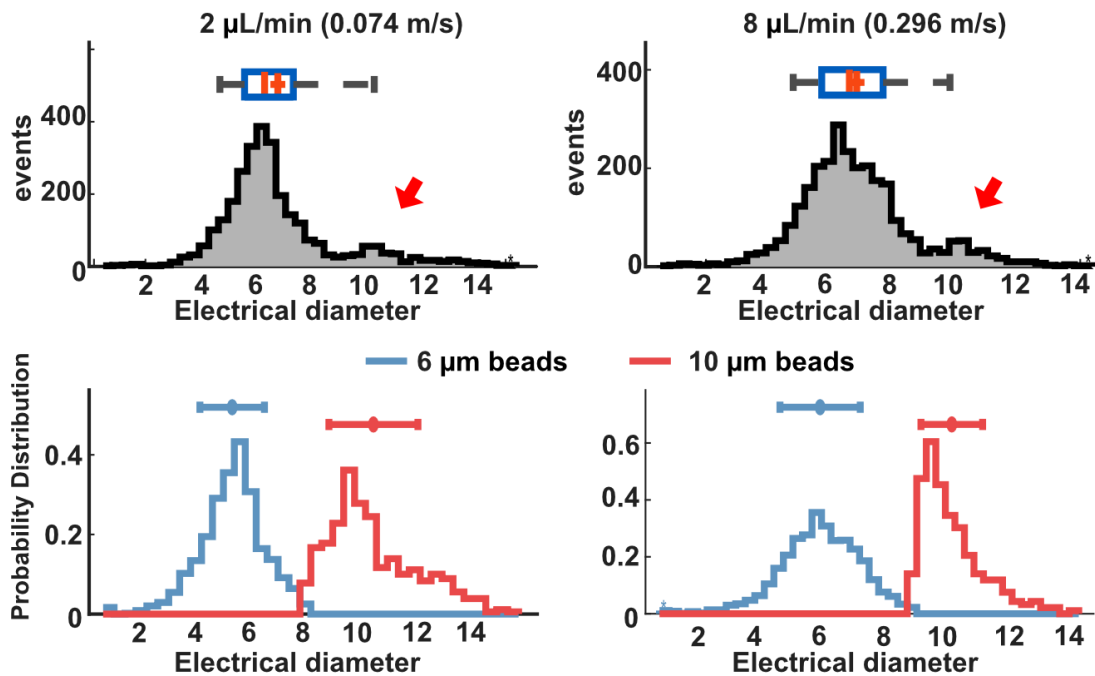 2 µL/min (0.074 m/s)
8 µL/min (0.296 m/s)
events
400
200
0
2 4 6 8 10 12 14
*
Electrical diameter
events
400
200
0
2 4 6 8 10 12 14
*
Electrical diameter
6 µm beads
10 µm beads
Probability Distribution
0.4
0.2
0
2 4 6 8 10 12 14
Electrical diameter
0.6
0.4
0.2
0
*
2 4 6 8 10 12 14
Electrical diameter